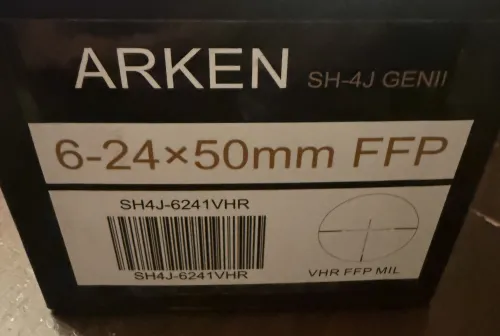 ARKEN SH-4J GENII
6-24×50mm FFP
SH4J-6241VHR
SH4J-6241VHR
VHR FFP MIL